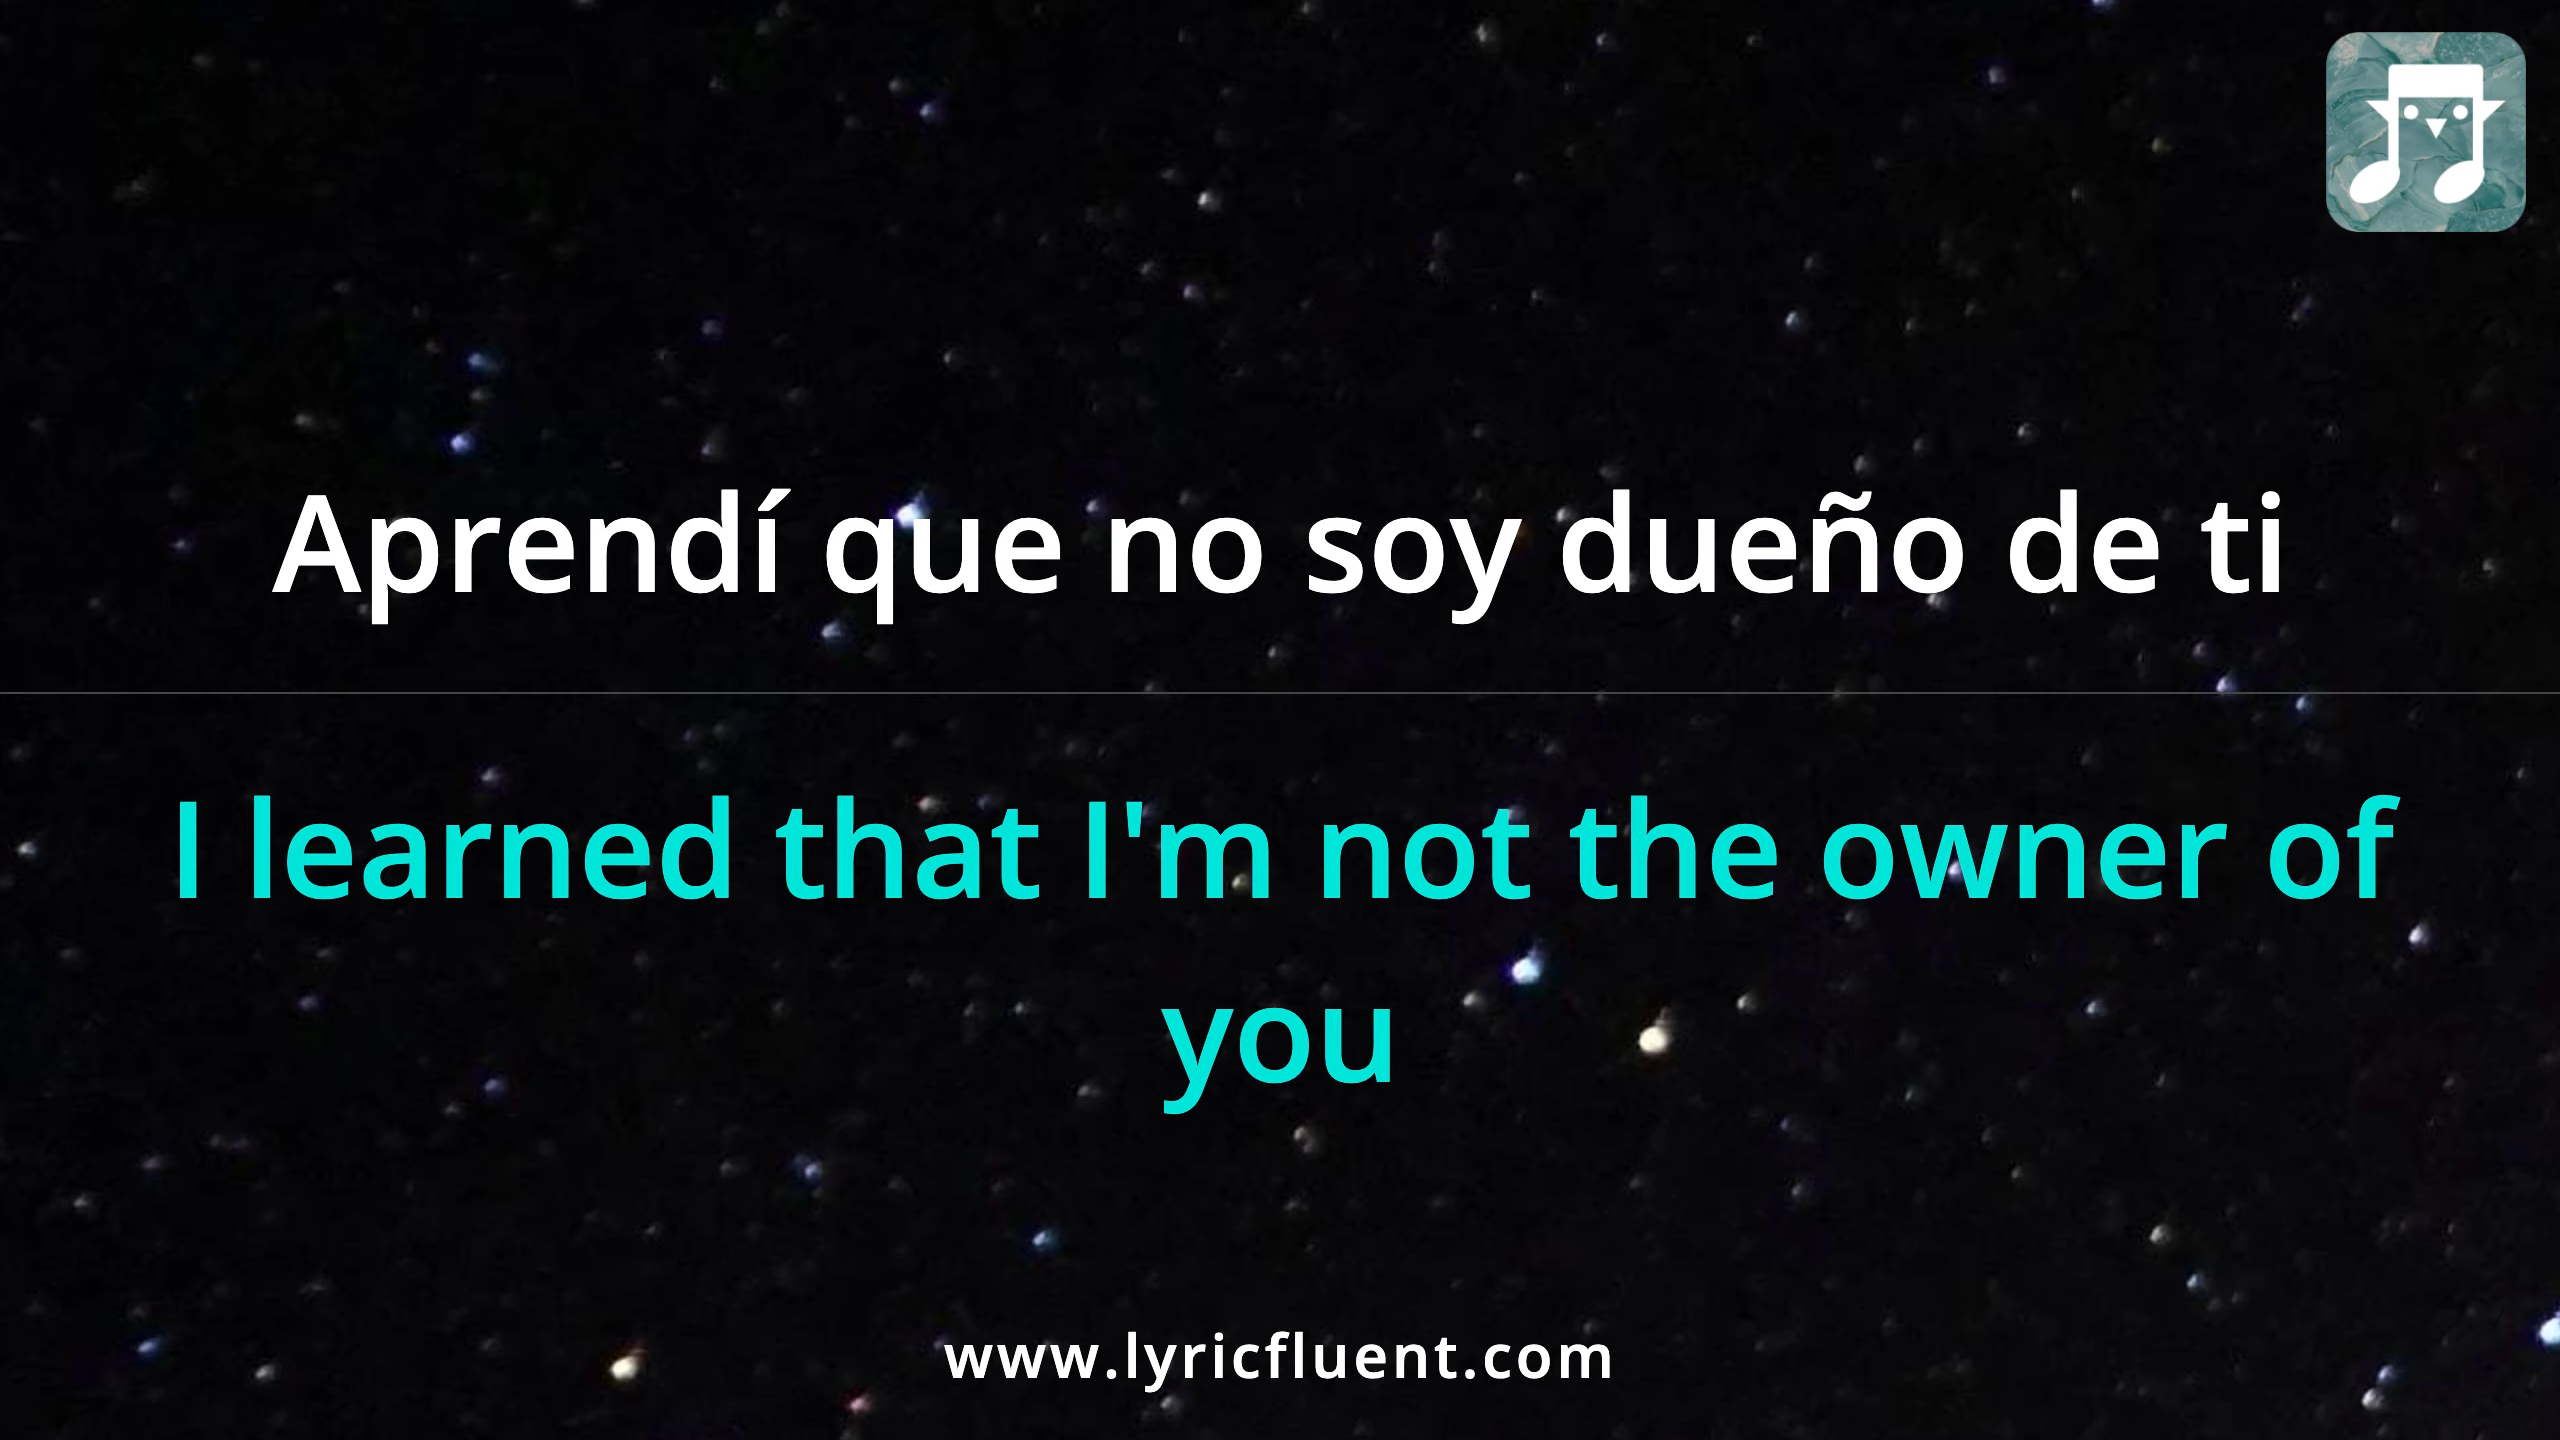 Aprendí que no soy dueño de ti
I learned that I'm not the owner of
you
www.lyricfluent.com